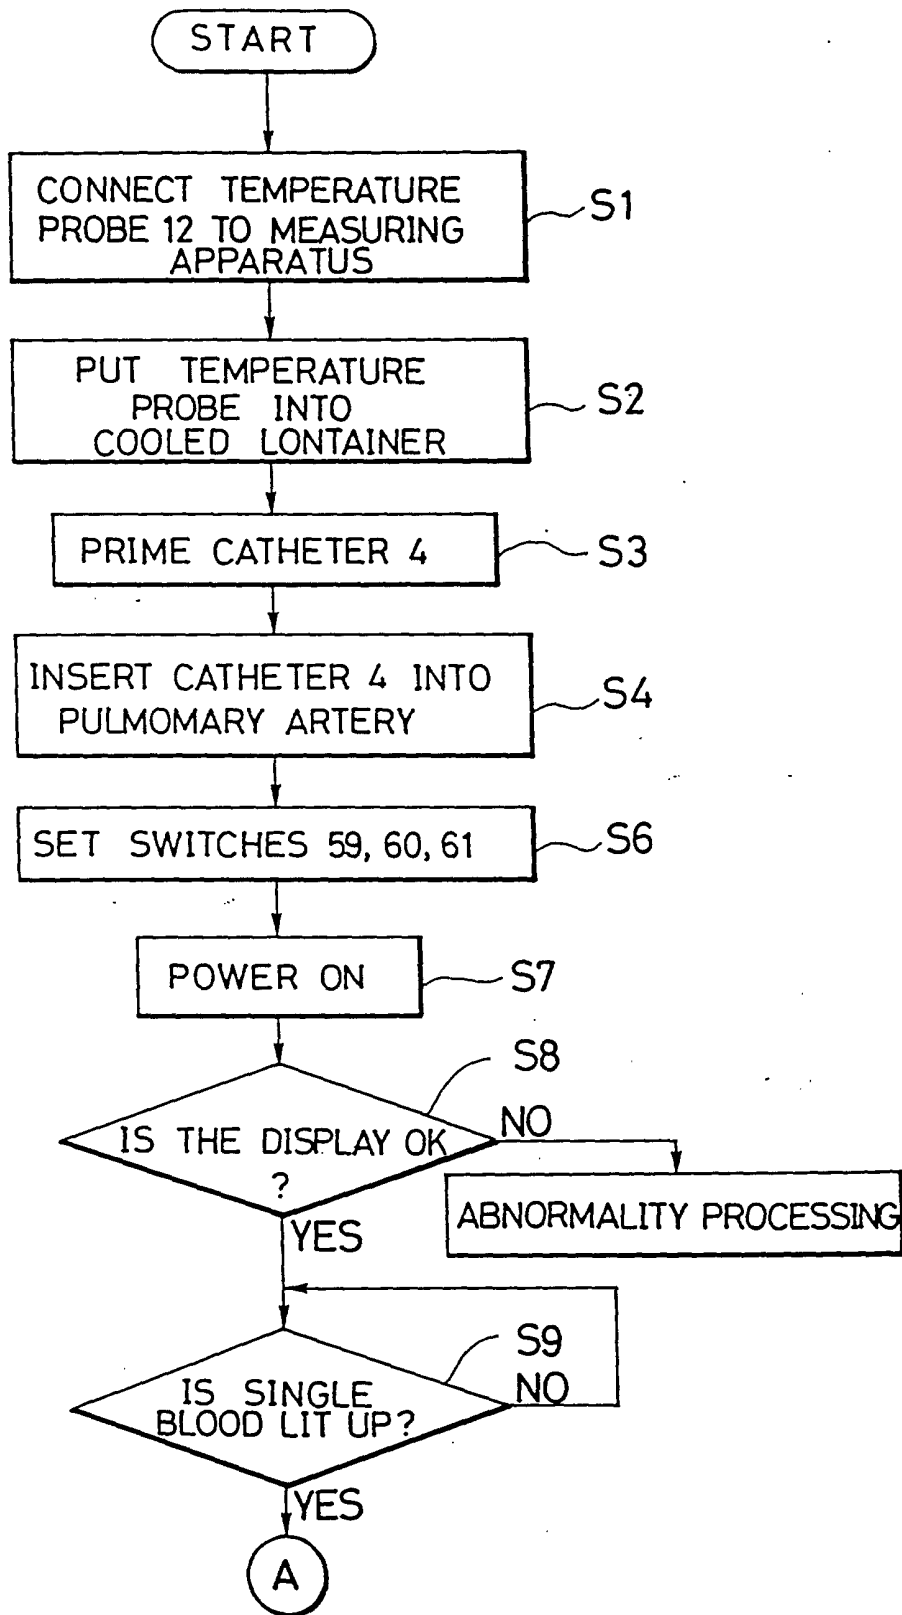 START
CONNECT TEMPERATURE
PROBE 12 TO MEASURING
APPARATUS
S1
PUT TEMPERATURE
PROBE INTO
COOLED LONTAINER
S2
PRIME CATHETER 4
S3
INSERT CATHETER 4 INTO
PULMOMARY ARTERY
S4
SET SWITCHES 59, 60, 61
S6
POWER ON
S7
S8
IS THE DISPLAY OK
?
NO
ABNORMALITY PROCESSING
YES
S9
IS SINGLE
BLOOD LIT UP?
NO
YES
A